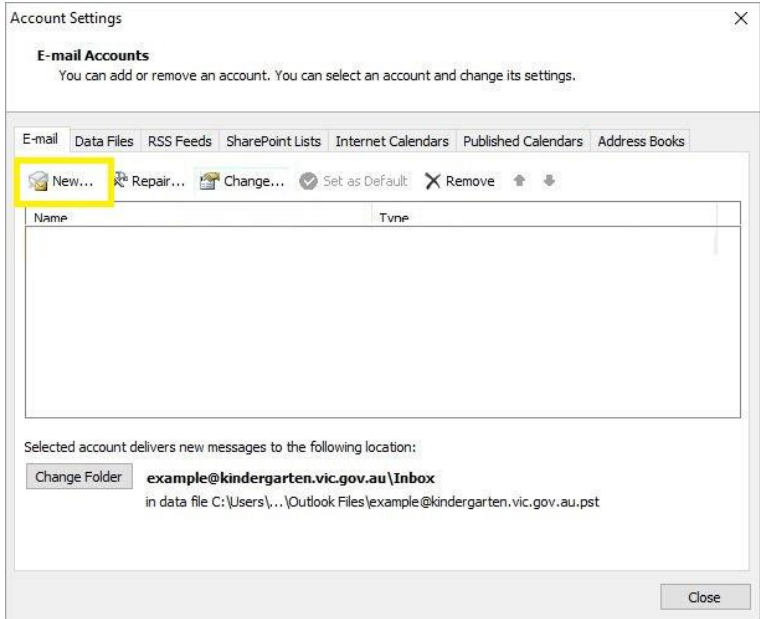 Account Settings
E-mail Accounts
You can add or remove an account. You can select an account and change its settings.
E-mail Data Files RSS Feeds SharePoint Lists Internet Calendars Published Calendars Address Books
New... Repair... Change... Set as Default Remove
Name Type
Selected account delivers new messages to the following location:
Change Folder example@kindergarten.vic.gov.au\Inbox
in data file C:\Users\...\Outlook Files\example@kindergarten.vic.gov.au.pst
Close